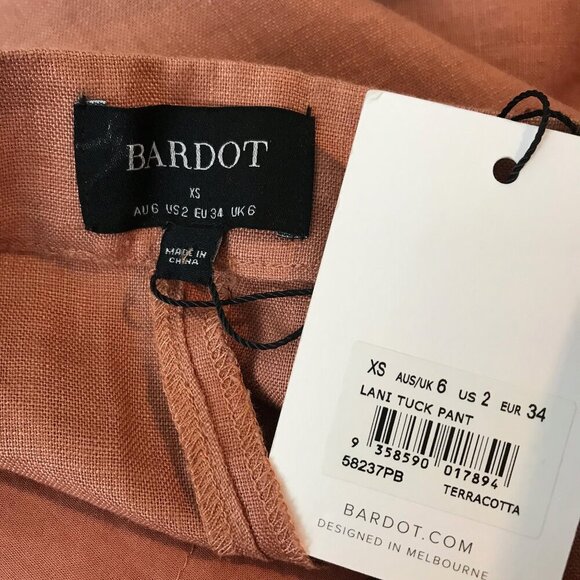 BARDOT
XS
AU 6 US 2 EU 34 UK 6
MADE IN
CHINA
XS AUS/UK 6 US 2 EUR 34
LANI TUCK PANT
9 358590 017894
58237PB
TERRACOTTA
BARDOT.COM
DESIGNED IN MELBOURNE